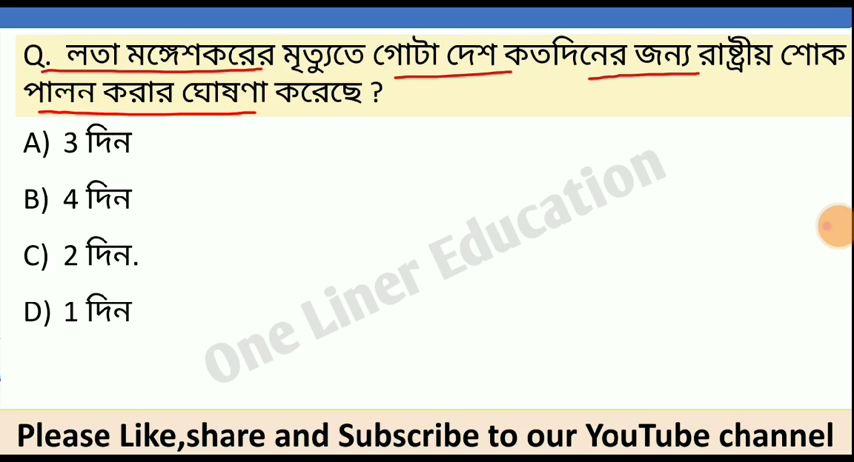 Q. লতা মঙ্গেশকরের মৃত্যুতে গোটা দেশ কতদিনের জন্য রাষ্ট্রীয় শোক
পালন করার ঘোষণা করেছে ?
A) 3 দিন
B) 4 দিন
C) 2 দিন.
D) 1 দিন
One Liner Education
Please Like,share and Subscribe to our YouTube channel